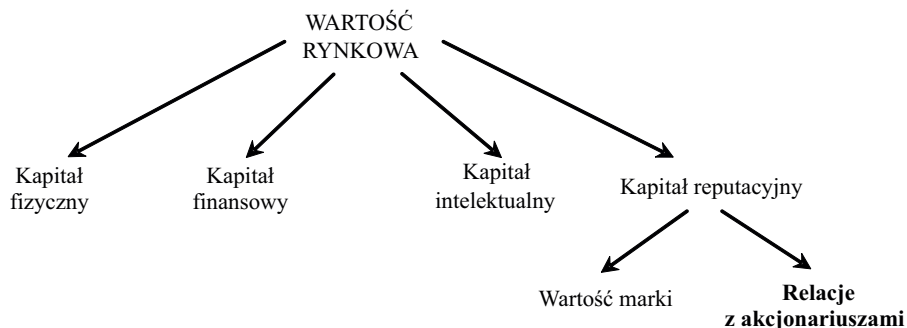 WARTOŚĆ
RYNKOWA
Kapitał
fizyczny
Kapitał
finansowy
Kapitał
intelektualny
Kapitał reputacyjny
Wartość marki
Relacje
z akcjonariuszami